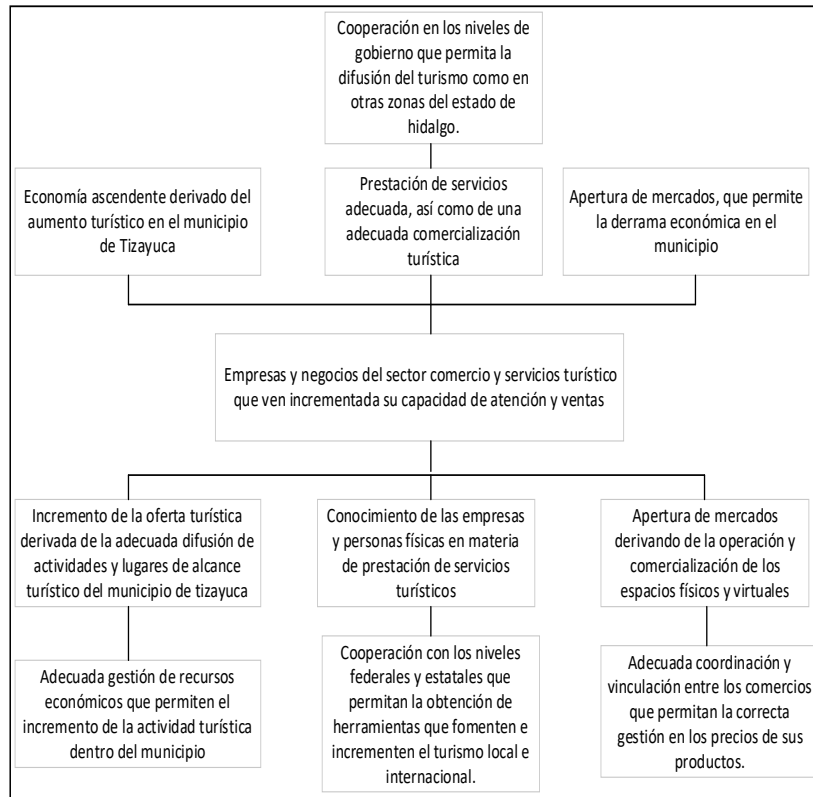 Cooperación en los niveles de
gobierno que permita la
difusión del turismo como en
otras zonas del estado de
hidalgo.
Economía ascendente derivado del
aumento turístico en el municipio
de Tizayuca
Prestación de servicios
adecuada, así como de una
adecuada comercialización
turística
Apertura de mercados, que permite
la derrama económica en el
municipio
Empresas y negocios del sector comercio y servicios turístico
que ven incrementada su capacidad de atención y ventas
Incremento de la oferta turística
derivada de la adecuada difusión de
actividades y lugares de alcance
turístico del municipio de tizayuca
Conocimiento de las empresas
y personas físicas en materia
de prestación de servicios
turísticos
Apertura de mercados
derivando de la operación y
comercialización de los
espacios físicos y virtuales
Adecuada gestión de recursos
económicos que permiten el
incremento de la actividad turística
dentro del municipio
Cooperación con los niveles
federales y estatales que
permitan la obtención de
herramientas que fomenten e
incrementen el turismo local e
internacional.
Adecuada coordinación y
vinculación entre los comercios
que permitan la correcta
gestión en los precios de sus
productos.